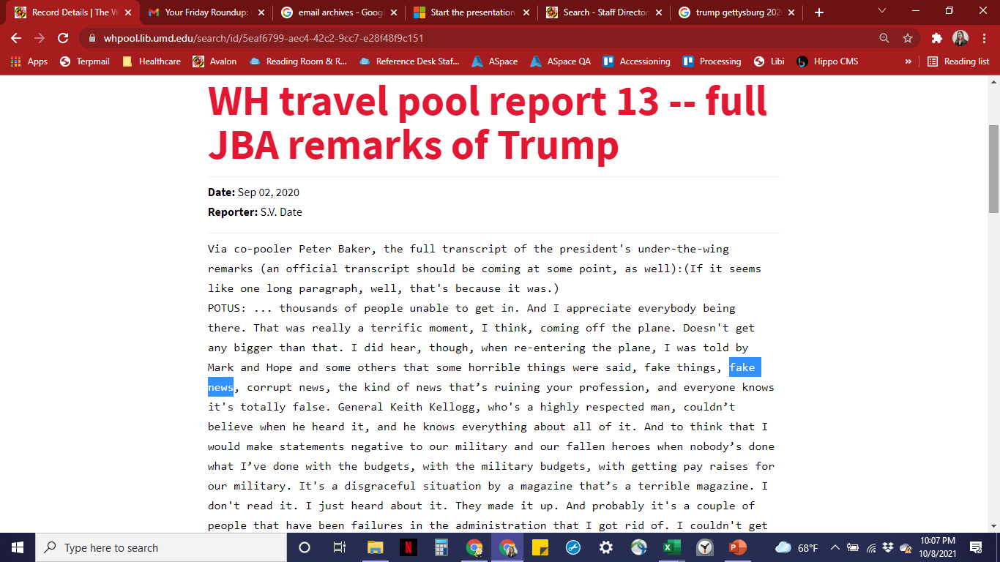 Record Details | The W
Your Friday Roundup:
email archives - Goog
Start the presentation
Search - Staff Director
trump gettysburg 202
whpool.lib.umd.edu/search/id/5eaf6799-aec4-42c2-9cc7-e28f48f9c151
Apps
Terpmail
Healthcare
Avalon
Reading Room & R...
Reference Desk Staf...
ASpace
ASpace QA
Accessioning
Processing
Libi
Hippo CMS
»
Reading list
WH travel pool report 13 -- full
JBA remarks of Trump
Date: Sep 02, 2020
Reporter: S.V. Date
Via co-pooler Peter Baker, the full transcript of the president's under-the-wing
remarks (an official transcript should be coming at some point, as well):(If it seems
like one long paragraph, well, that's because it was.)
POTUS: ... thousands of people unable to get in. And I appreciate everybody being
there. That was really a terrific moment, I think, coming off the plane. Doesn't get
any bigger than that. I did hear, though, when re-entering the plane, I was told by
Mark and Hope and some others that some horrible things were said, fake things, fake
news, corrupt news, the kind of news that’s ruining your profession, and everyone knows
it's totally false. General Keith Kellogg, who's a highly respected man, couldn’t
believe when he heard it, and he knows everything about all of it. And to think that I
would make statements negative to our military and our fallen heroes when nobody’s done
what I’ve done with the budgets, with the military budgets, with getting pay raises for
our military. It's a disgraceful situation by a magazine that’s a terrible magazine. I
don't read it. I just heard about it. They made it up. And probably it's a couple of
people that have been failures in the administration that I got rid of. I couldn't get
Type here to search
68°F
10:07 PM
10/8/2021